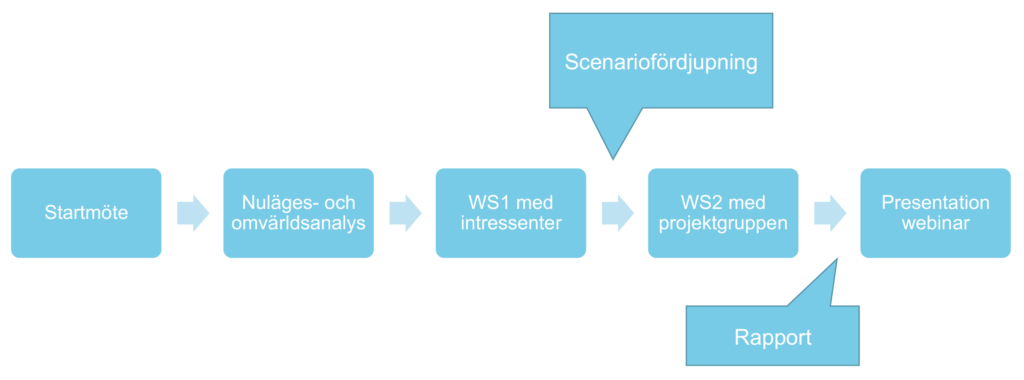 Scenariofördjupning
Startmöte
Nuläges- och
omvärldsanalys
WS1 med
intressenter
WS2 med
projektgruppen
Presentation
webinar
Rapport